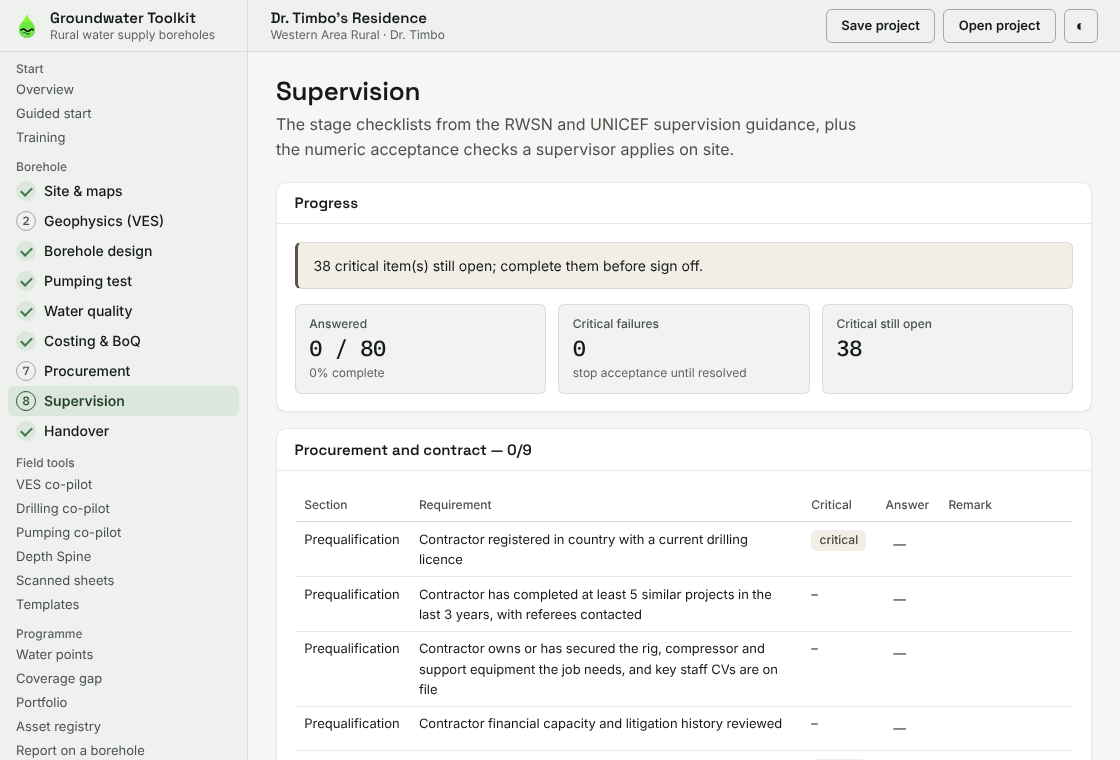 Groundwater Toolkit
Rural water supply boreholes
Dr. Timbo's Residence
Western Area Rural · Dr. Timbo
Save project
Open project
Start
Overview
Guided start
Training
Borehole
Site & maps
2 Geophysics (VES)
Borehole design
Pumping test
Water quality
Costing & BoQ
7 Procurement
8 Supervision
Handover
Field tools
VES co-pilot
Drilling co-pilot
Pumping co-pilot
Depth Spine
Scanned sheets
Templates
Programme
Water points
Coverage gap
Portfolio
Asset registry
Report on a borehole
Supervision
The stage checklists from the RWSN and UNICEF supervision guidance, plus
the numeric acceptance checks a supervisor applies on site.
Progress
38 critical item(s) still open; complete them before sign off.
Answered
0 / 80
0% complete
Critical failures
0
stop acceptance until resolved
Critical still open
38
Procurement and contract — 0/9
Section Requirement Critical Answer Remark
Prequalification Contractor registered in country with a current drilling critical —
licence
Prequalification Contractor has completed at least 5 similar projects in the – —
last 3 years, with referees contacted
Prequalification Contractor owns or has secured the rig, compressor and – —
support equipment the job needs, and key staff CVs are on
file
Prequalification Contractor financial capacity and litigation history reviewed – —